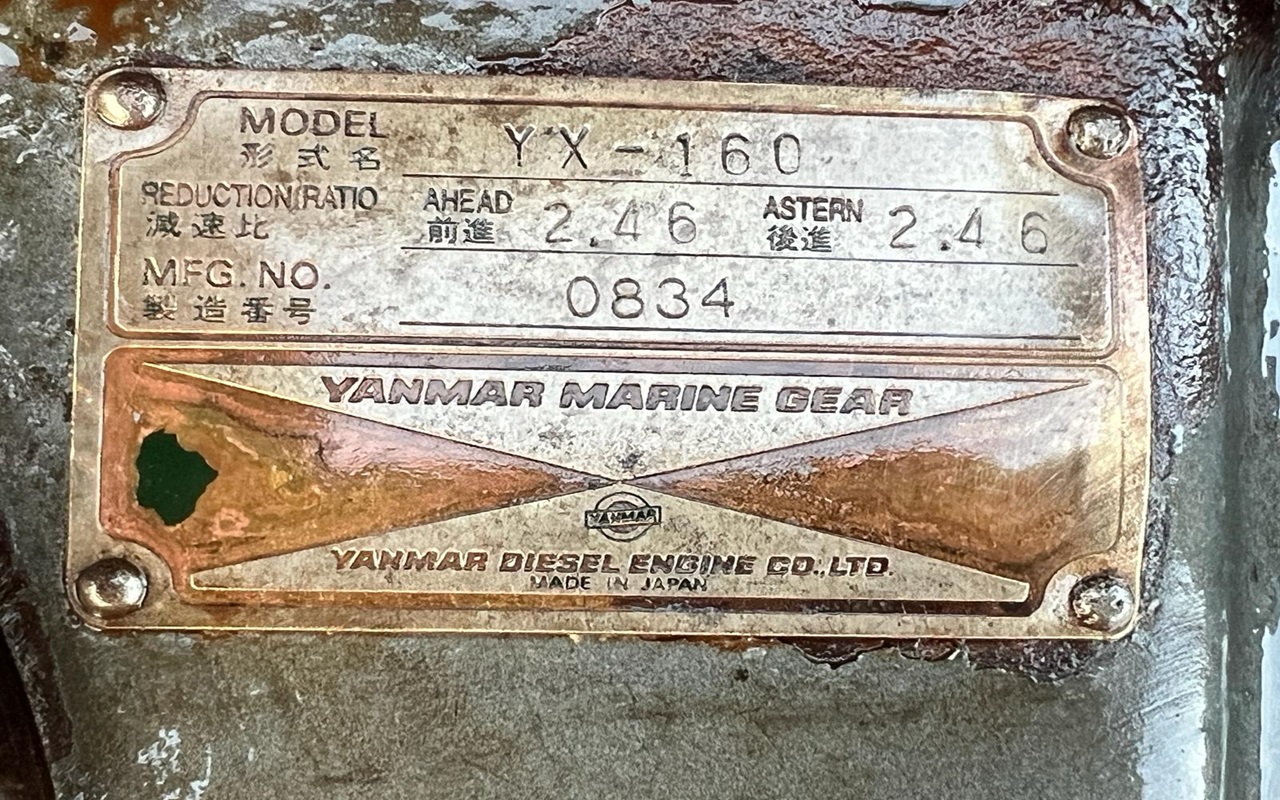 MODEL YX-160
形式名
REDUCTION RATIO AHEAD 2.46 ASTERN 2.46
減速比 前進 後進
MFG. NO. 0834
製造番号
YANMAR MARINE GEAR
YANMAR
YANMAR DIESEL ENGINE CO.,LTD.
MADE IN JAPAN